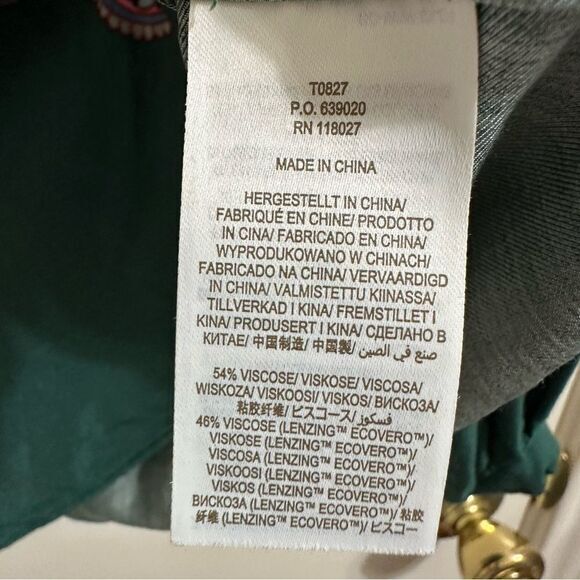 T0827
P.O. 639020
RN 118027
MADE IN CHINA
HERGESTELLT IN CHINA/
FABRIQUÉ EN CHINE/ PRODOTTO
IN CINA/ FABRICADO EN CHINA/
WYPRODUKOWANO W CHINACH/
FABRICADO NA CHINA/ VERVAARDIGD
IN CHINA/ VALMISTETTU KIINASSA/
TILLVERKAD I KINA/ FREMSTILLET I
KINA/ PRODUSERT I KINA/ СДЕЛАНО В
КИТАЕ/ 中国制造/ 中国製/ صنع في الصين
54% VISCOSE/ VISKOSE/ VISCOSA/
WISKOZA/ VISKOOSI/ VISKOS/ ВИСКОЗА/
粘胶纤维/ ビスコース/ فسكوز/
46% VISCOSE (LENZING™ ECOVERO™)/
VISKOSE (LENZING™ ECOVERO™)/
VISCOSA (LENZING™ ECOVERO™)/
VISKOOSI (LENZING™ ECOVERO™)/
VISKOS (LENZING™ ECOVERO™)/
ВИСКОЗА (LENZING™ ECOVERO™)/ 粘胶
纤维 (LENZING™ ECOVERO™)/ ビスコー